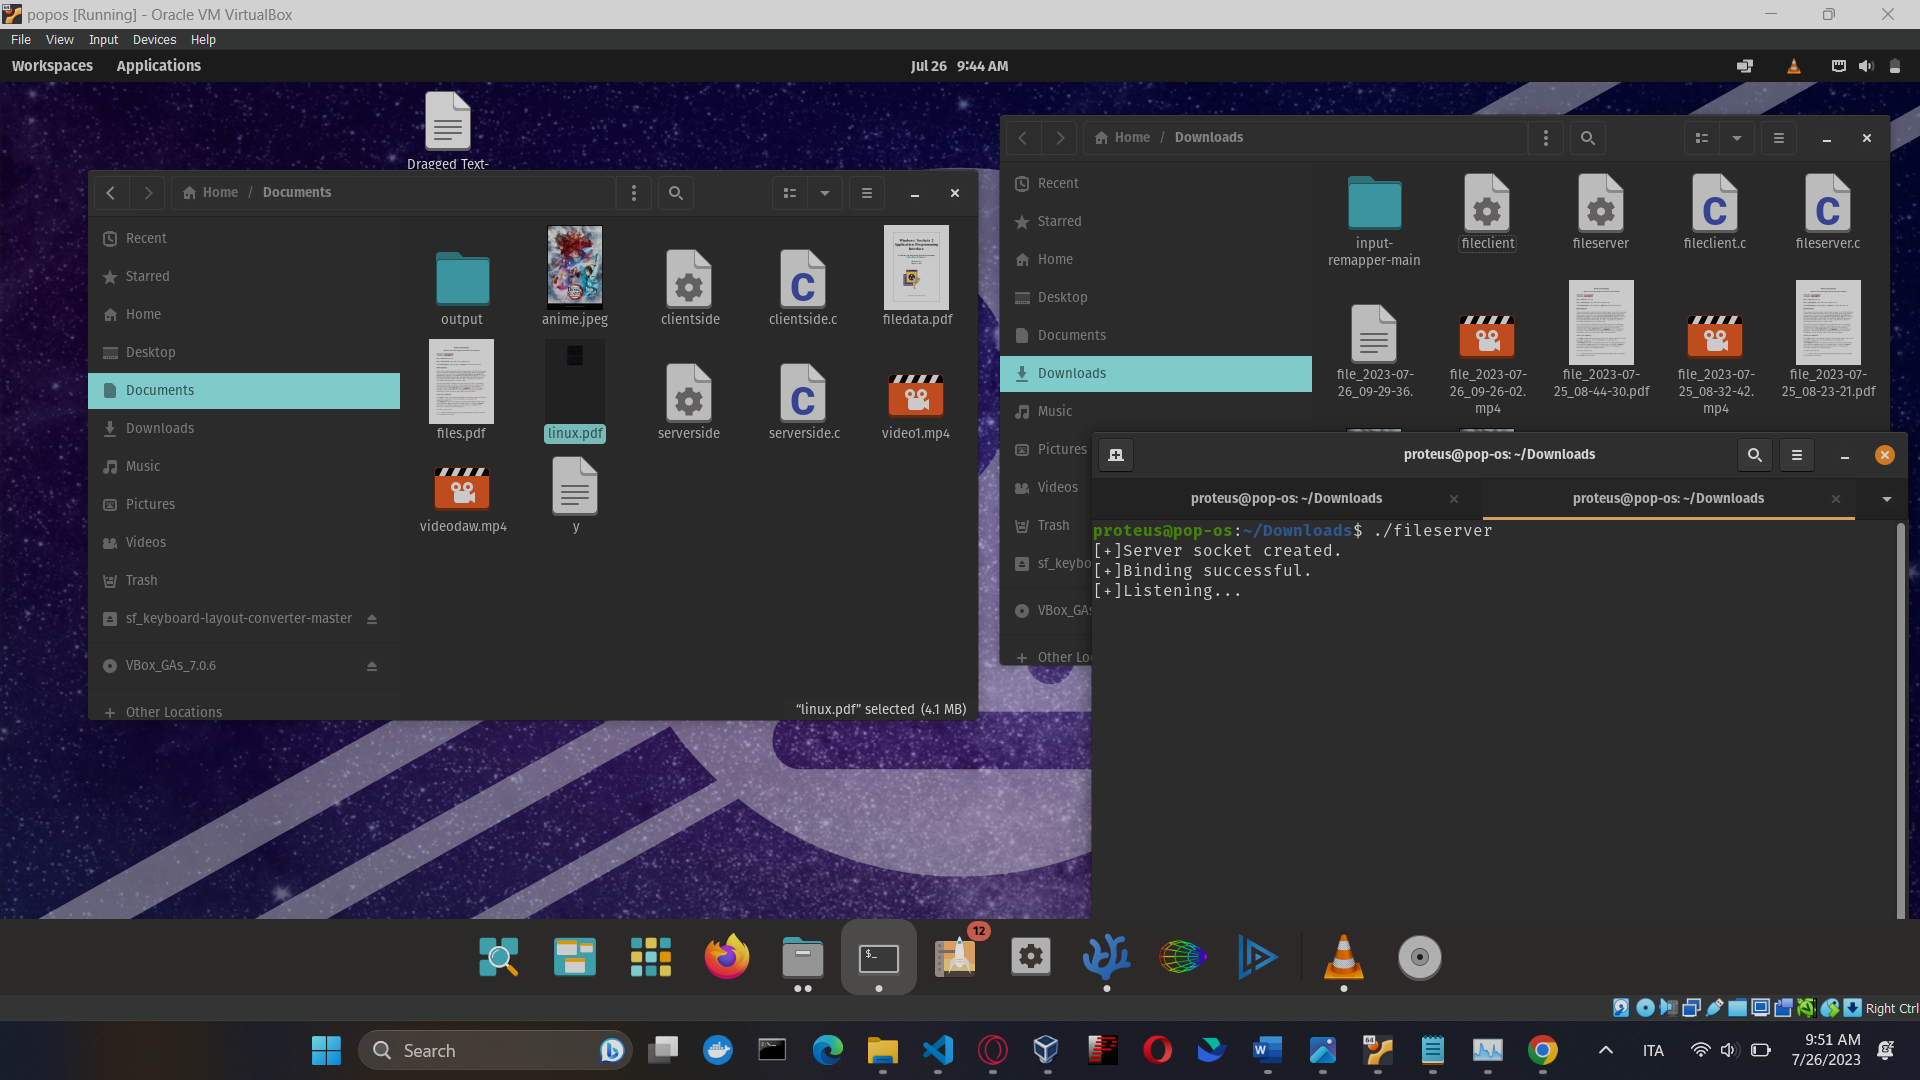 popos [Running] - Oracle VM VirtualBox
File View Input Devices Help
Workspaces Applications
Jul 26 9:44 AM
Dragged Text-
Home / Documents
Recent
Starred
Home
Desktop
Documents
Downloads
Music
Pictures
Videos
Trash
sf_keyboard-layout-converter-master
VBox_GAs_7.0.6
Other Locations
output
anime.jpeg
clientside
clientside.c
filedata.pdf
files.pdf
linux.pdf
serverside
serverside.c
video1.mp4
videodaw.mp4
y
“linux.pdf” selected (4.1 MB)
Home / Downloads
Recent
Starred
Home
Desktop
Documents
Downloads
Music
Pictures
Videos
Trash
sf_keybo
VBox_GAs
Other Lo
input-
remapper-main
fileclient
fileserver
fileclient.c
fileserver.c
file_2023-07-
26_09-29-36.
file_2023-07-
26_09-26-02.
mp4
file_2023-07-
25_08-44-30.pdf
file_2023-07-
25_08-32-42.
mp4
file_2023-07-
25_08-23-21.pdf
proteus@pop-os: ~/Downloads
proteus@pop-os: ~/Downloads
proteus@pop-os: ~/Downloads
proteus@pop-os:~/Downloads$ ./fileserver
[+]Server socket created.
[+]Binding successful.
[+]Listening...
$_
12
Right Ctrl
Search
W
64
ITA
9:51 AM
7/26/2023